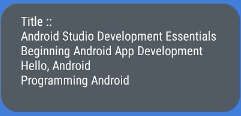 Title ::
Android Studio Development Essentials
Beginning Android App Development
Hello, Android
Programming Android